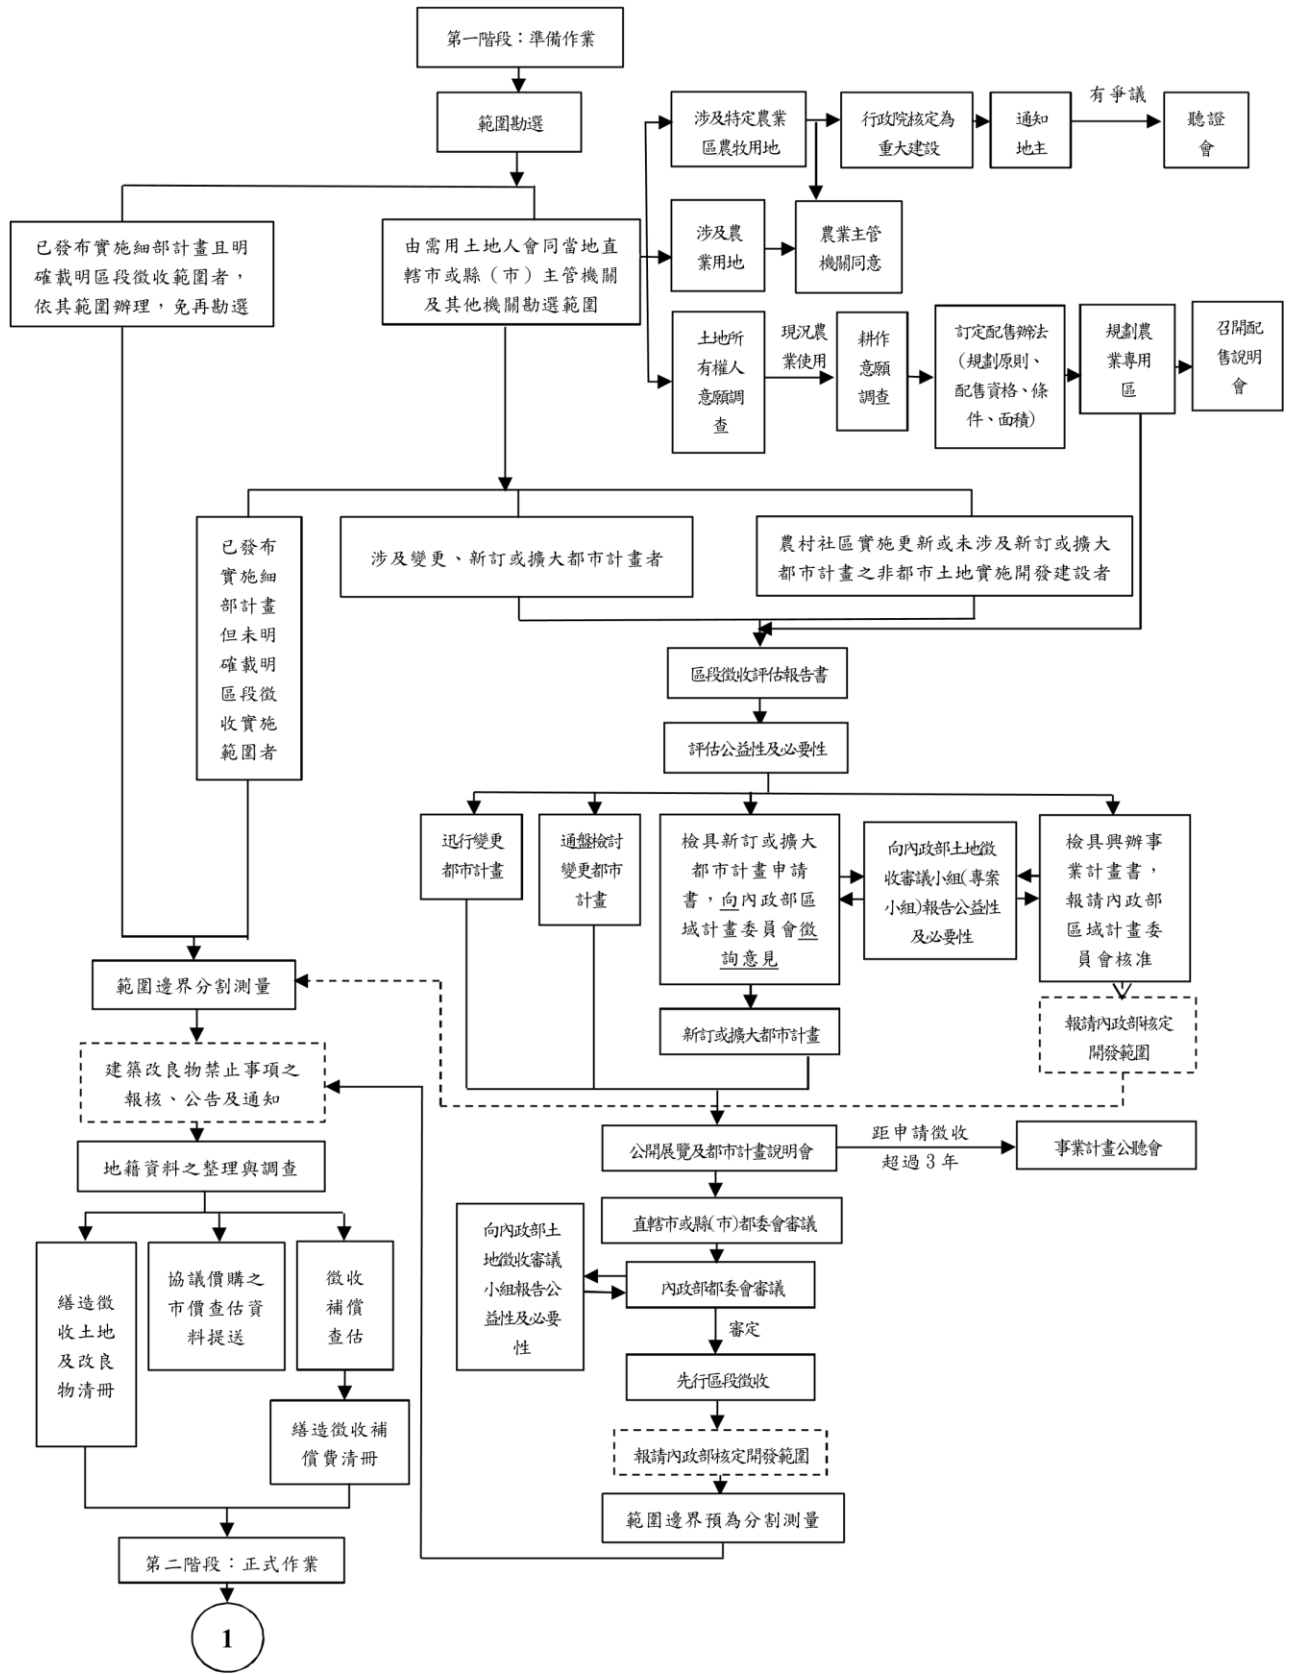 第一階段：準備作業
範圍勘選
涉及特定農業
區農牧用地
行政院核定為
重大建設
通知
地主
有爭議
聽證
會
已發布實施細部計畫且明
確載明區段徵收範圍者，
依其範圍辦理，免再勘選
由需用土地人會同當地直
轄市或縣（市）主管機關
及其他機關勘選範圍
涉及農
業用地
農業主管
機關同意
土地所
有權人
意願調
查
現況農
業使用
耕作
意願
調查
訂定配售辦法
(規劃原則、
配售資格、條
件、面積)
規劃農
業專用
區
召開配
售說明
會
已發布
實施細
部計畫
但未明
確載明
區段徵
收實施
範圍者
涉及變更、新訂或擴大都市計畫者
農村社區實施更新或未涉及新訂或擴大
都市計畫之非都市土地實施開發建設者
區段徵收評估報告書
評估公益性及必要性
迅行變更
都市計畫
通盤檢討
變更都市
計畫
檢具新訂或擴大
都市計畫申請
書，向內政部區
域計畫委員會徵
詢意見
向內政部土地徵
收審議小組(專案
小組)報告公益性
及必要性
檢具興辦事
業計畫書，
報請內政部
區域計畫委
員會核准
範圍邊界分割測量
新訂或擴大都市計畫
報請內政部核定
開發範圍
建築改良物禁止事項之
報核、公告及通知
公開展覽及都市計畫說明會
距申請徵收
超過 3 年
事業計畫公聽會
地籍資料之整理與調查
直轄市或縣(市)都委會審議
向內政部土
地徵收審議
小組報告公
益性及必要
性
內政部都委會審議
審定
繕造徵
收土地
及改良
物清冊
協議價購之
市價查估資
料提送
徵收
補償
查估
先行區段徵收
繕造徵收補
償費清冊
報請內政部核定開發範圍
範圍邊界預為分割測量
第二階段：正式作業
1